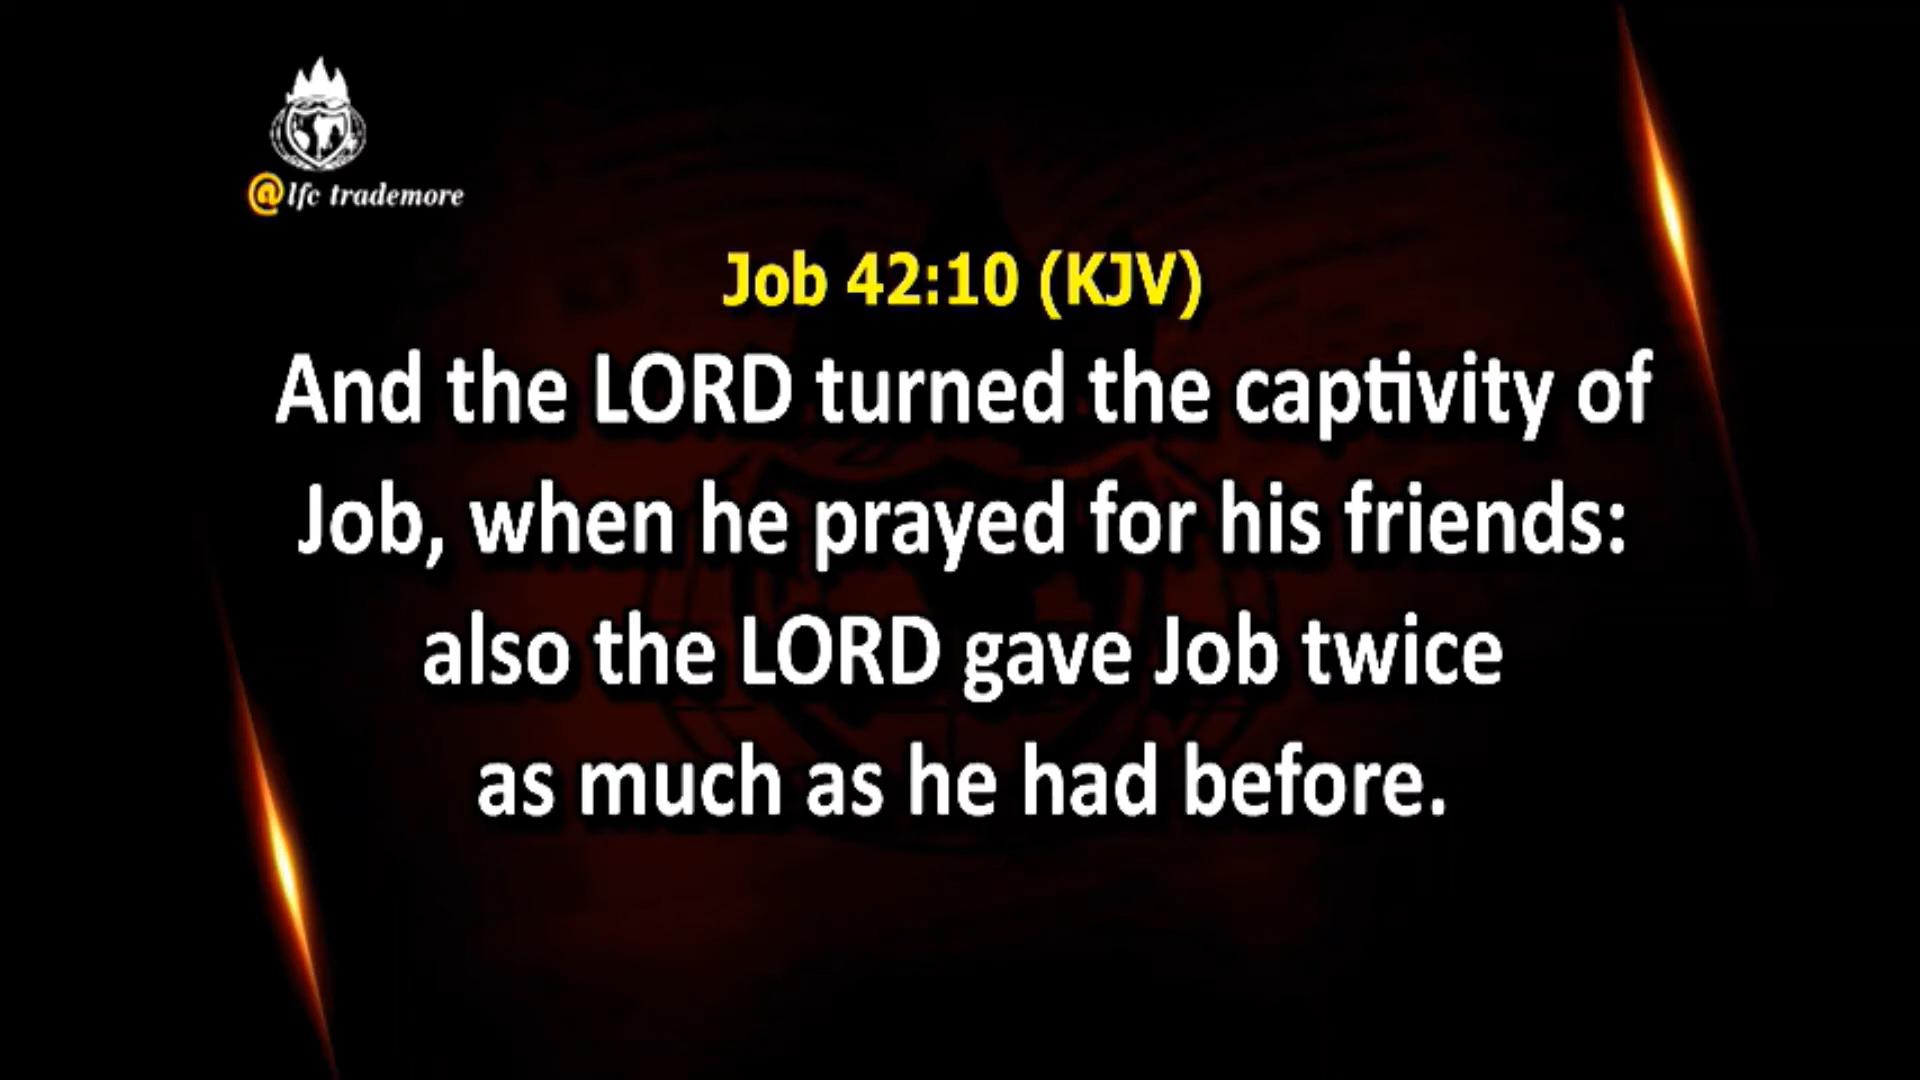 @lfc trademore
Job 42:10 (KJV)
And the LORD turned the captivity of
Job, when he prayed for his friends:
also the LORD gave Job twice
as much as he had before.